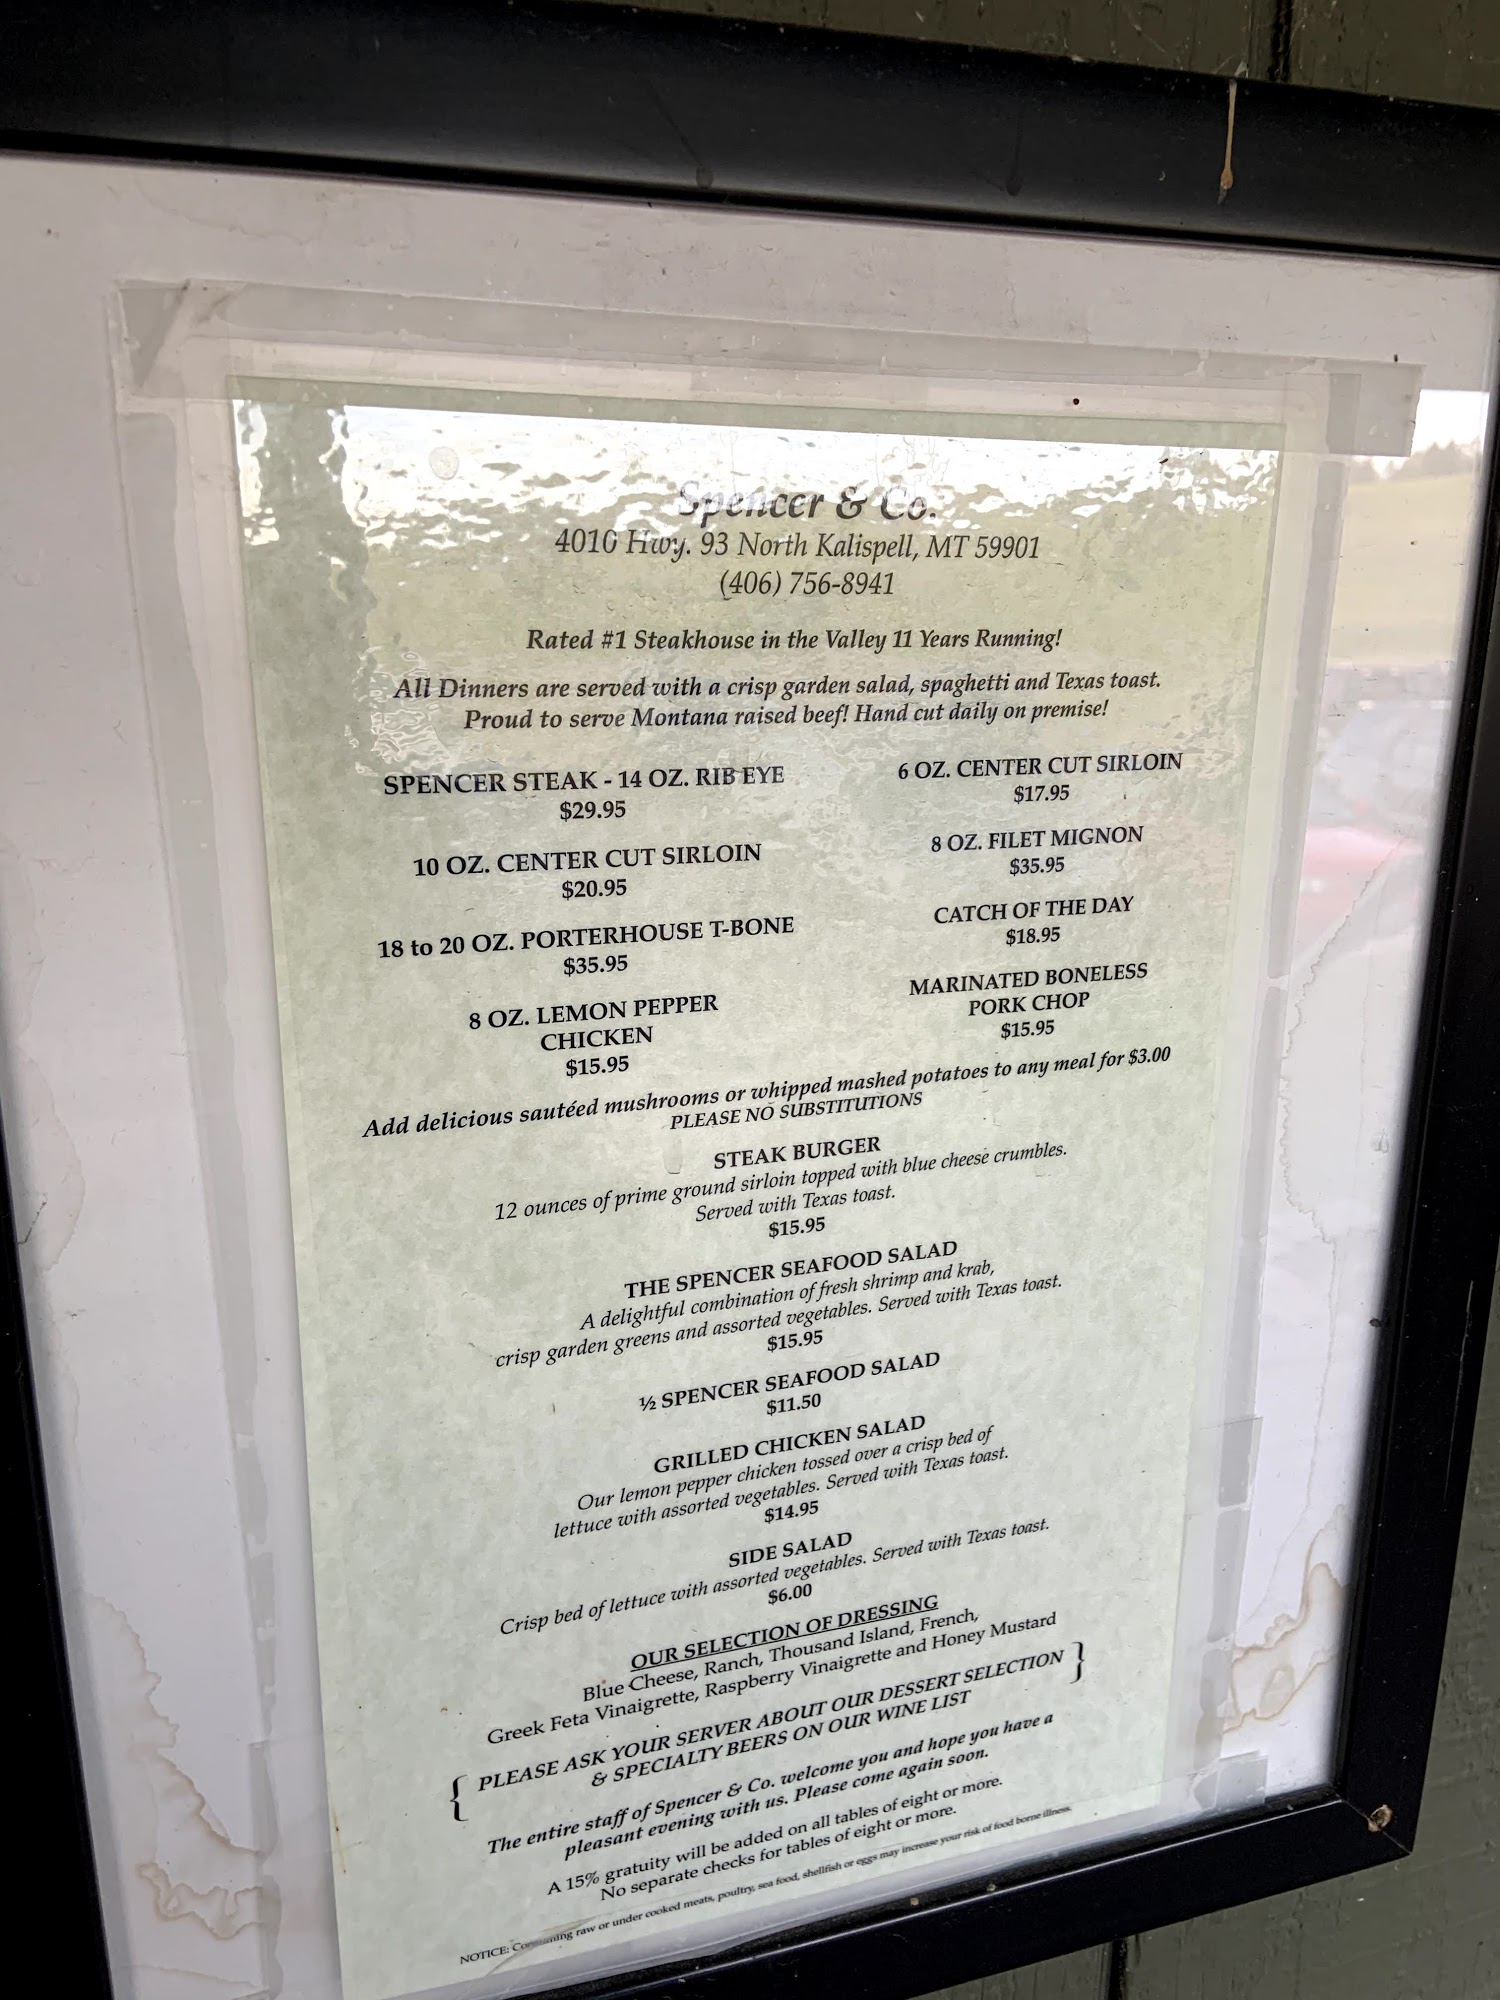 Spencer & Co.
4010 Hwy. 93 North Kalispell, MT 59901
(406) 756-8941
Rated #1 Steakhouse in the Valley 11 Years Running!
All Dinners are served with a crisp garden salad, spaghetti and Texas toast.
Proud to serve Montana raised beef! Hand cut daily on premise!
SPENCER STEAK - 14 OZ. RIB EYE
$29.95
10 OZ. CENTER CUT SIRLOIN
$20.95
18 to 20 OZ. PORTERHOUSE T-BONE
$35.95
8 OZ. LEMON PEPPER
CHICKEN
$15.95
6 OZ. CENTER CUT SIRLOIN
$17.95
8 OZ. FILET MIGNON
$35.95
CATCH OF THE DAY
$18.95
MARINATED BONELESS
PORK CHOP
$15.95
Add delicious sautéed mushrooms or whipped mashed potatoes to any meal for $3.00
PLEASE NO SUBSTITUTIONS
STEAK BURGER
12 ounces of prime ground sirloin topped with blue cheese crumbles.
Served with Texas toast.
$15.95
THE SPENCER SEAFOOD SALAD
A delightful combination of fresh shrimp and krab,
crisp garden greens and assorted vegetables. Served with Texas toast.
$15.95
½ SPENCER SEAFOOD SALAD
$11.50
GRILLED CHICKEN SALAD
Our lemon pepper chicken tossed over a crisp bed of
lettuce with assorted vegetables. Served with Texas toast.
$14.95
SIDE SALAD
Crisp bed of lettuce with assorted vegetables. Served with Texas toast.
$6.00
OUR SELECTION OF DRESSING
Blue Cheese, Ranch, Thousand Island, French,
Greek Feta Vinaigrette, Raspberry Vinaigrette and Honey Mustard
{ PLEASE ASK YOUR SERVER ABOUT OUR DESSERT SELECTION }
& SPECIALTY BEERS ON OUR WINE LIST
The entire staff of Spencer & Co. welcome you and hope you have a
pleasant evening with us. Please come again soon.
A 15% gratuity will be added on all tables of eight or more.
No separate checks for tables of eight or more.
NOTICE: Consuming raw or under cooked meats, poultry, sea food, shellfish or eggs may increase your risk of food borne illness.